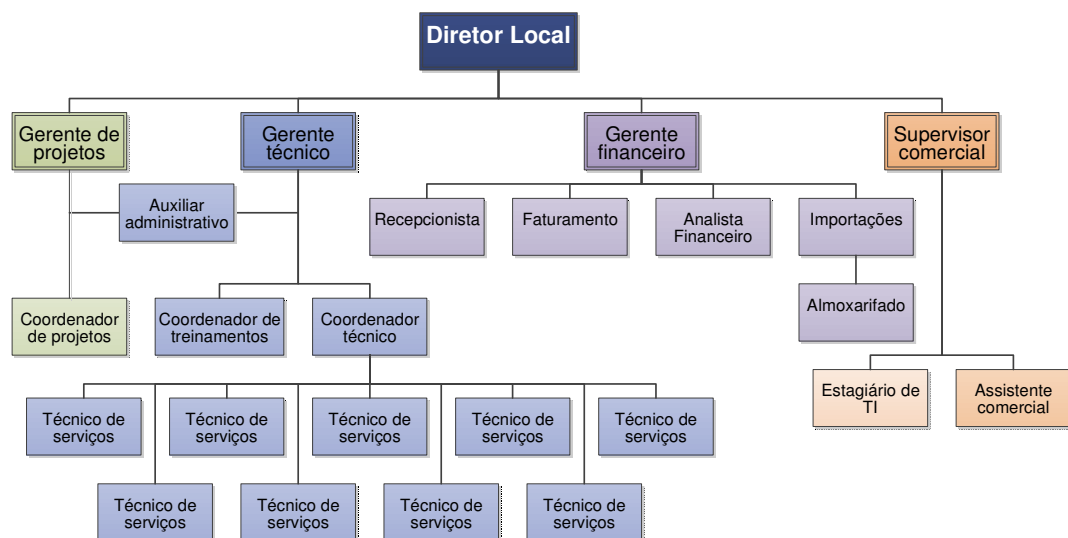 Diretor Local
Gerente de
projetos
Gerente
técnico
Gerente
financeiro
Supervisor
comercial
Auxiliar
administrativo
Recepcionista
Faturamento
Analista
Financeiro
Importações
Coordenador
de projetos
Coordenador de
treinamentos
Coordenador
técnico
Almoxarifado
Estagiário de
TI
Assistente
comercial
Técnico de
serviços
Técnico de
serviços
Técnico de
serviços
Técnico de
serviços
Técnico de
serviços
Técnico de
serviços
Técnico de
serviços
Técnico de
serviços
Técnico de
serviços